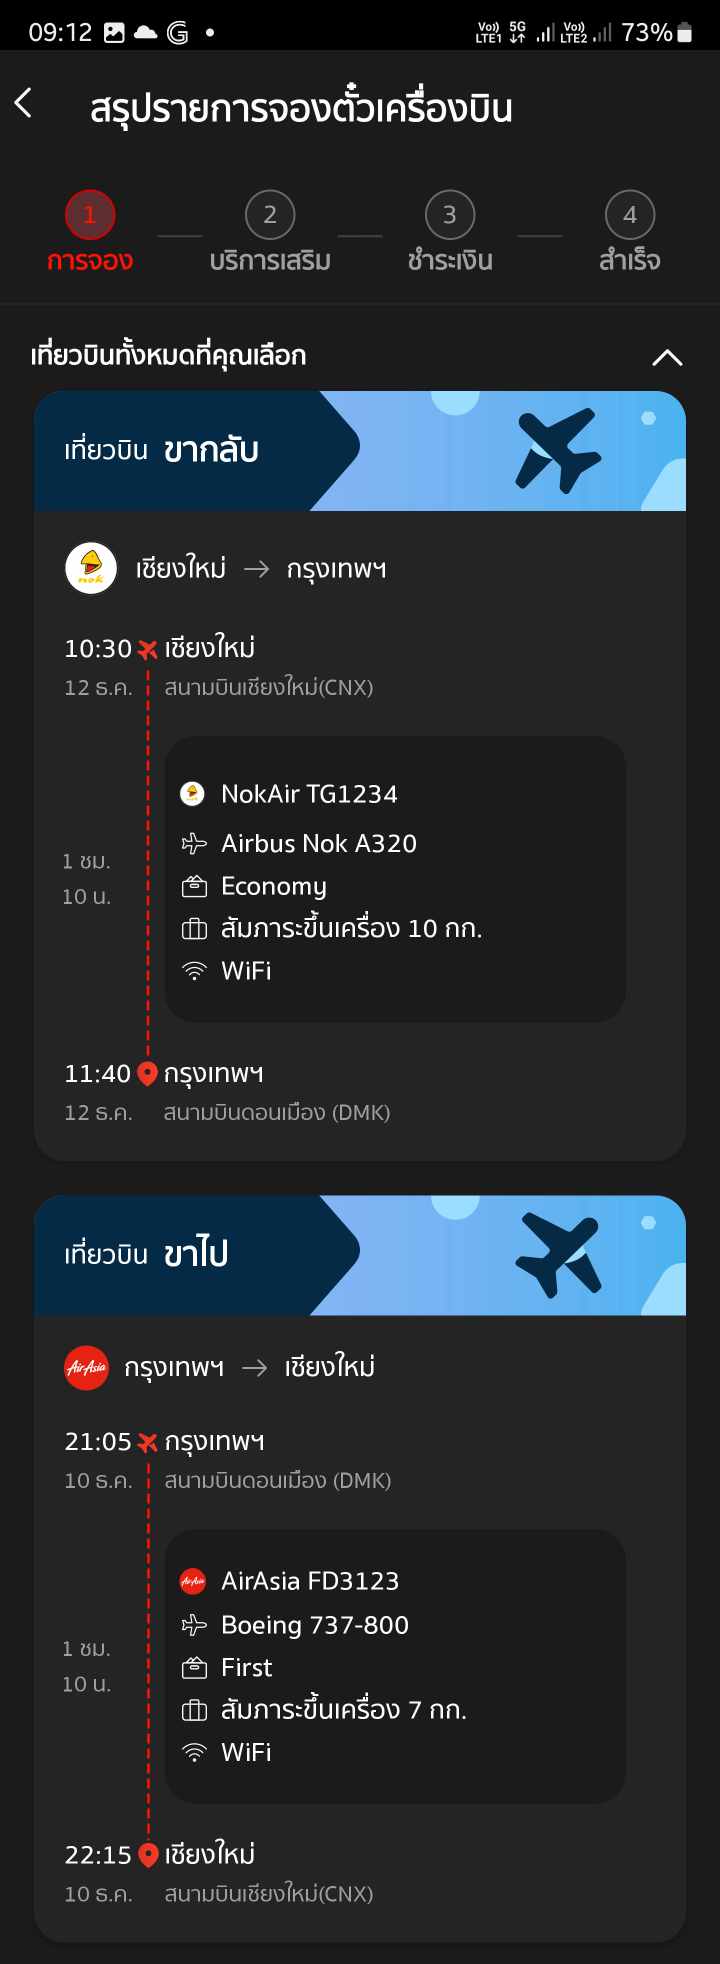 09:12 Vo)) LTE1 5G Vo)) LTE2 73%
สรุปรายการจองตั๋วเครื่องบิน
1 2 3 4
การจอง บริการเสริม ชำระเงิน สำเร็จ
เที่ยวบินทั้งหมดที่คุณเลือก
เที่ยวบิน ขากลับ
nok เชียงใหม่ → กรุงเทพฯ
10:30 เชียงใหม่
12 ธ.ค. สนามบินเชียงใหม่(CNX)
NokAir TG1234
Airbus Nok A320
1 ชม.
10 น.
Economy
สัมภาระขึ้นเครื่อง 10 กก.
WiFi
11:40 กรุงเทพฯ
12 ธ.ค. สนามบินดอนเมือง (DMK)
เที่ยวบิน ขาไป
AirAsia กรุงเทพฯ → เชียงใหม่
21:05 กรุงเทพฯ
10 ธ.ค. สนามบินดอนเมือง (DMK)
AirAsia AirAsia FD3123
Boeing 737-800
1 ชม.
10 น.
First
สัมภาระขึ้นเครื่อง 7 กก.
WiFi
22:15 เชียงใหม่
10 ธ.ค. สนามบินเชียงใหม่(CNX)